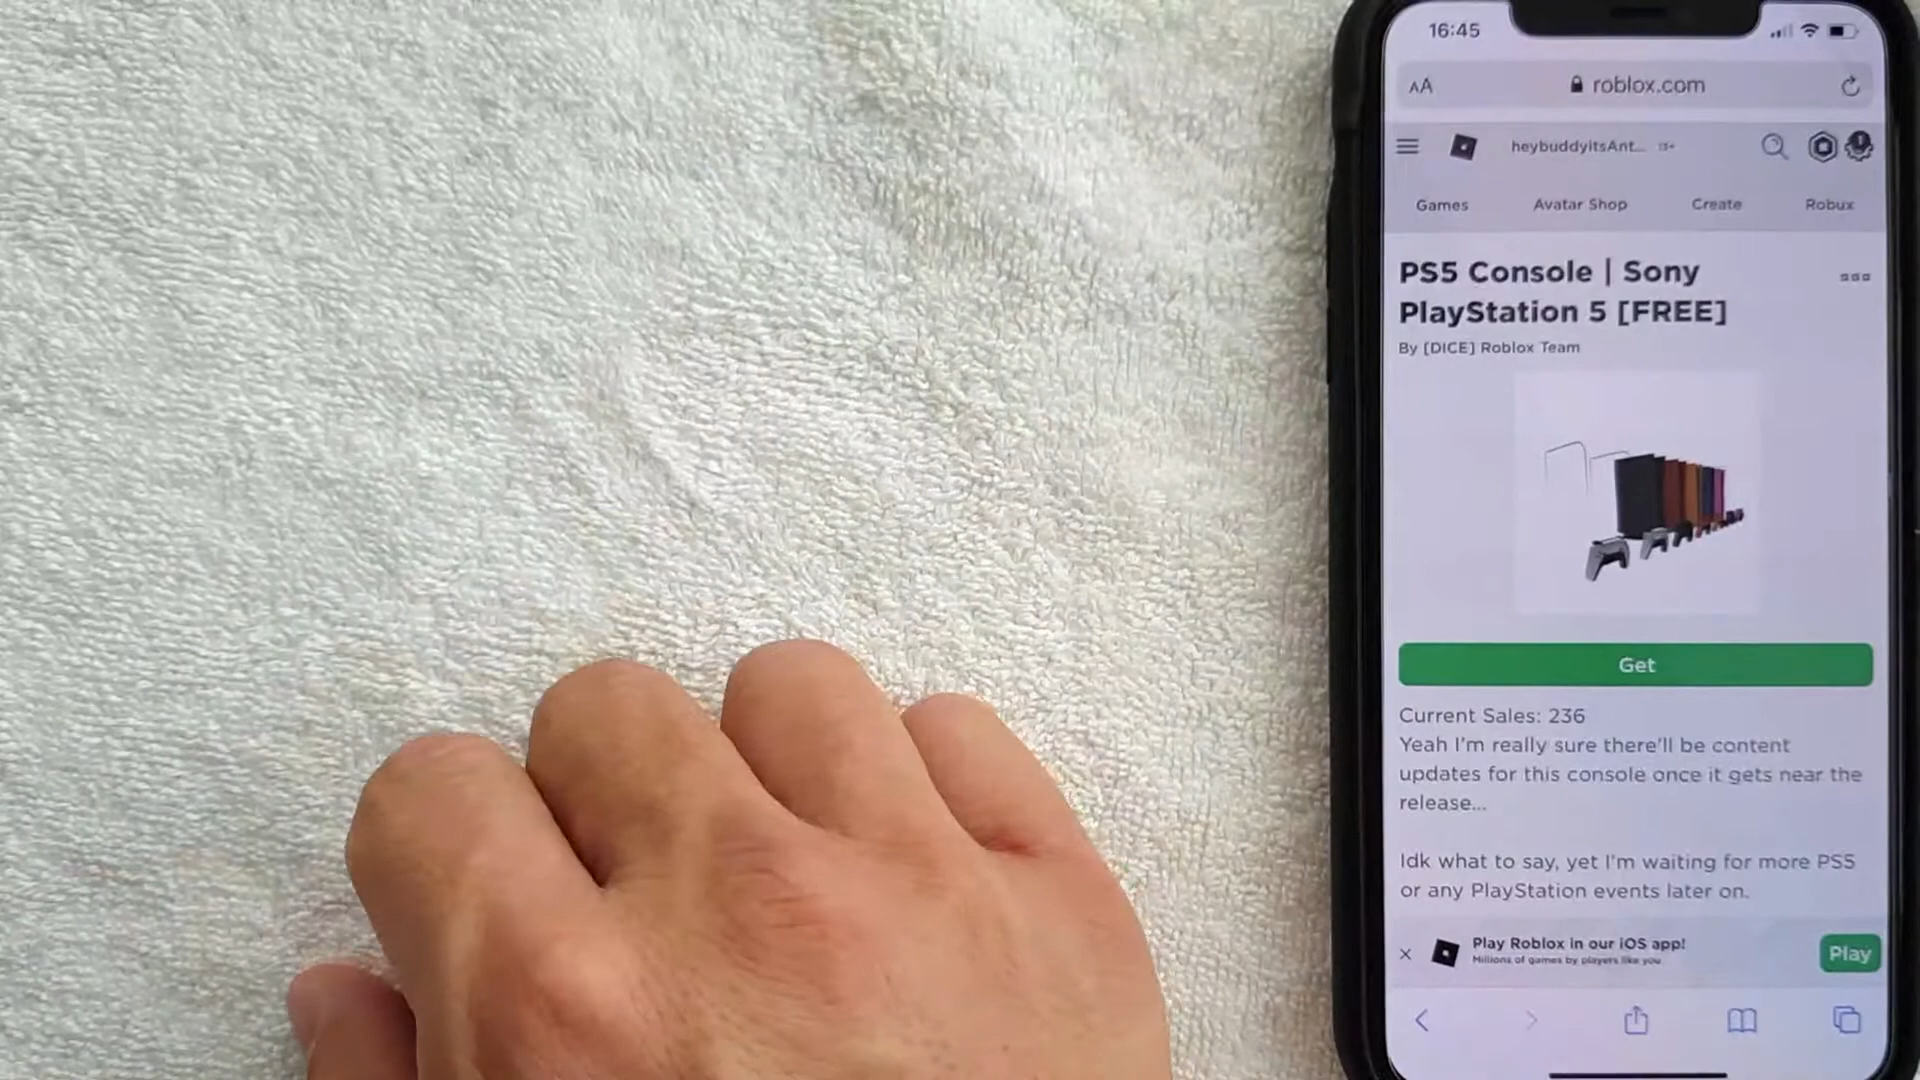 16:45
AA roblox.com
heybuddyitsAnt... 13+
Games Avatar Shop Create Robux
PS5 Console | Sony
PlayStation 5 [FREE]
By [DICE] Roblox Team
Get
Current Sales: 236
Yeah I'm really sure there'll be content
updates for this console once it gets near the
release...
Idk what to say, yet I'm waiting for more PS5
or any PlayStation events later on.
Play Roblox in our iOS app!
Millions of games by players like you
Play